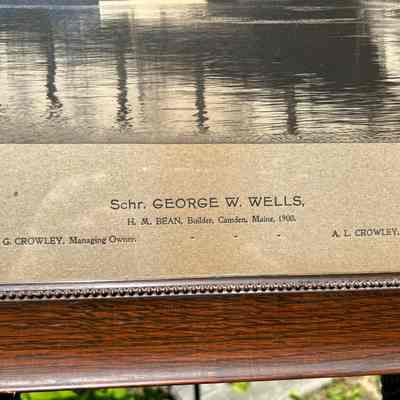 Schr. GEORGE W. WELLS,
H. M. BEAN, Builder, Camden, Maine, 1900.
G. CROWLEY, Managing Owner. - - - A. L. CROWLEY,